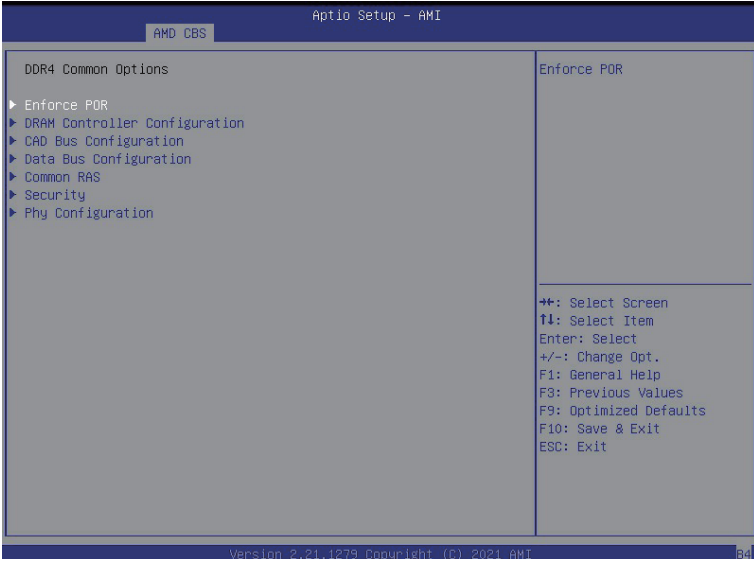 Aptio Setup – AMI
AMD CBS
DDR4 Common Options
Enforce POR
DRAM Controller Configuration
CAD Bus Configuration
Data Bus Configuration
Common RAS
Security
Phy Configuration
Enforce POR
→←: Select Screen
↑↓: Select Item
Enter: Select
+/-: Change Opt.
F1: General Help
F3: Previous Values
F9: Optimized Defaults
F10: Save & Exit
ESC: Exit
Version 2.21.1279 Copyright (C) 2021 AMI
B4